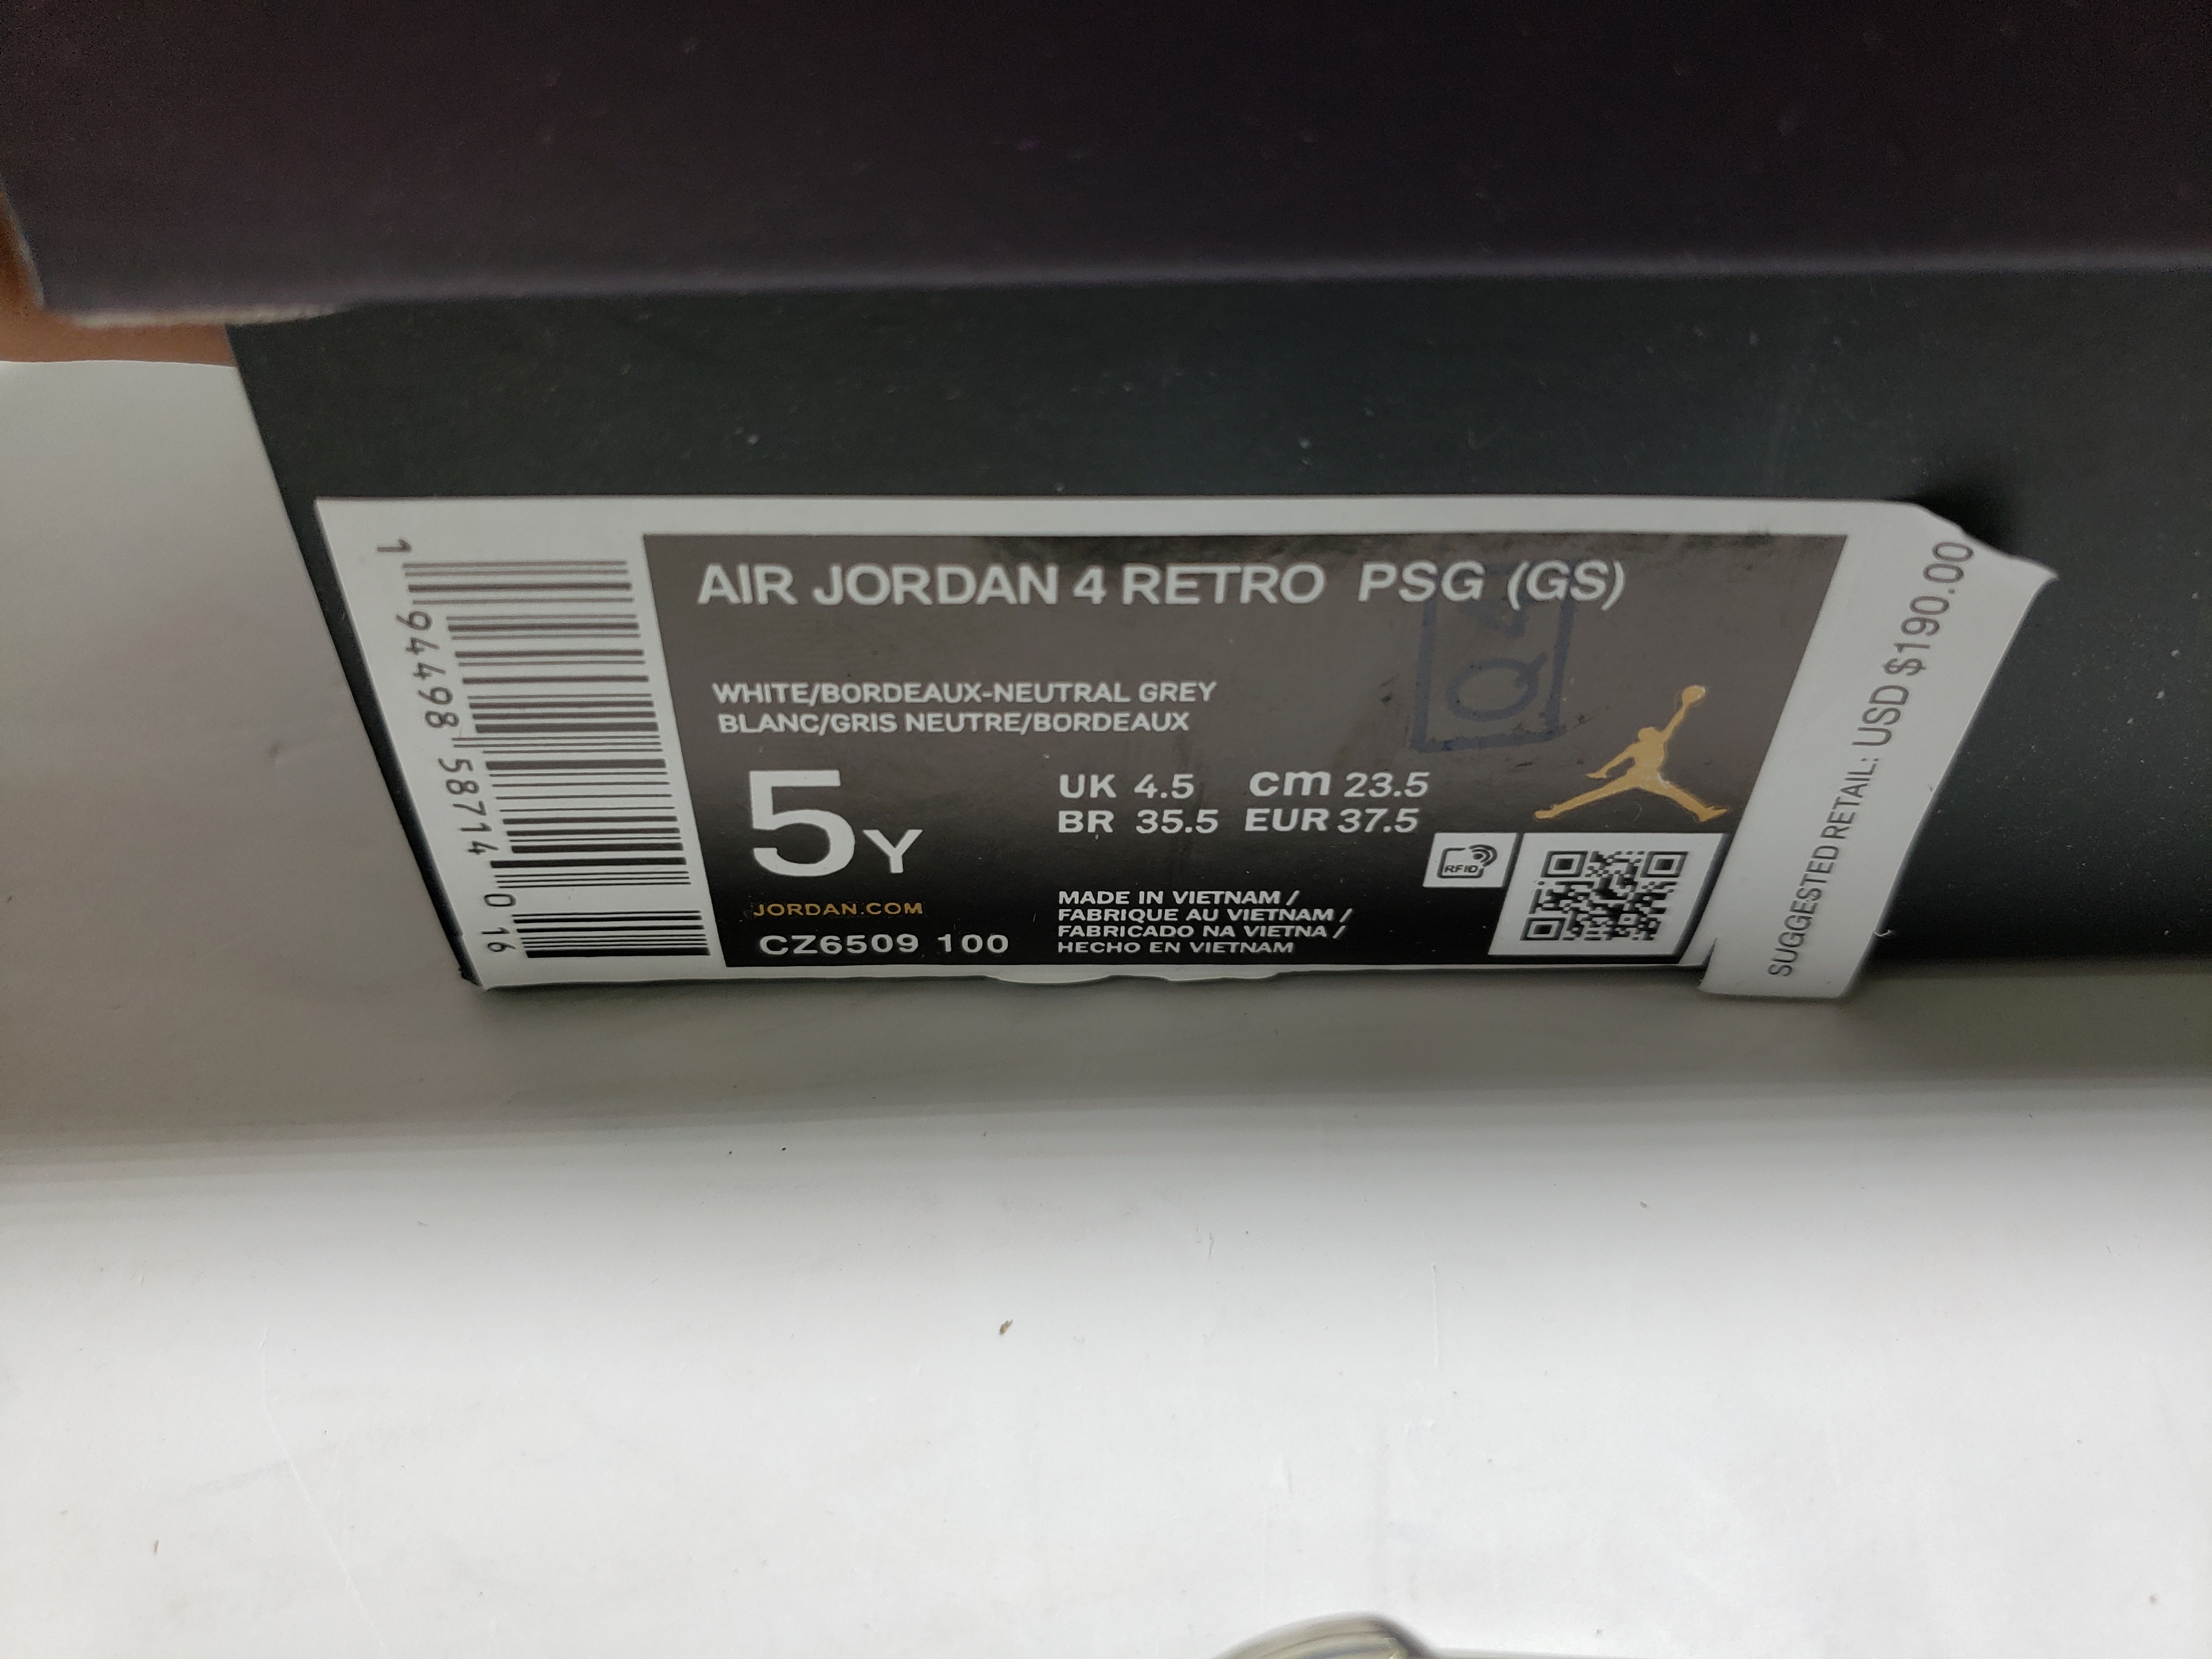 AIR JORDAN 4 RETRO PSG (GS)
Q4
WHITE/BORDEAUX-NEUTRAL GREY
BLANC/GRIS NEUTRE/BORDEAUX
5Y
UK 4.5 cm 23.5
BR 35.5 EUR 37.5
RFID
JORDAN.COM
CZ6509 100
MADE IN VIETNAM /
FABRIQUE AU VIETNAM /
FABRICADO NA VIETNA /
HECHO EN VIETNAM
1 94498 58714 0 16
SUGGESTED RETAIL: USD $190.00